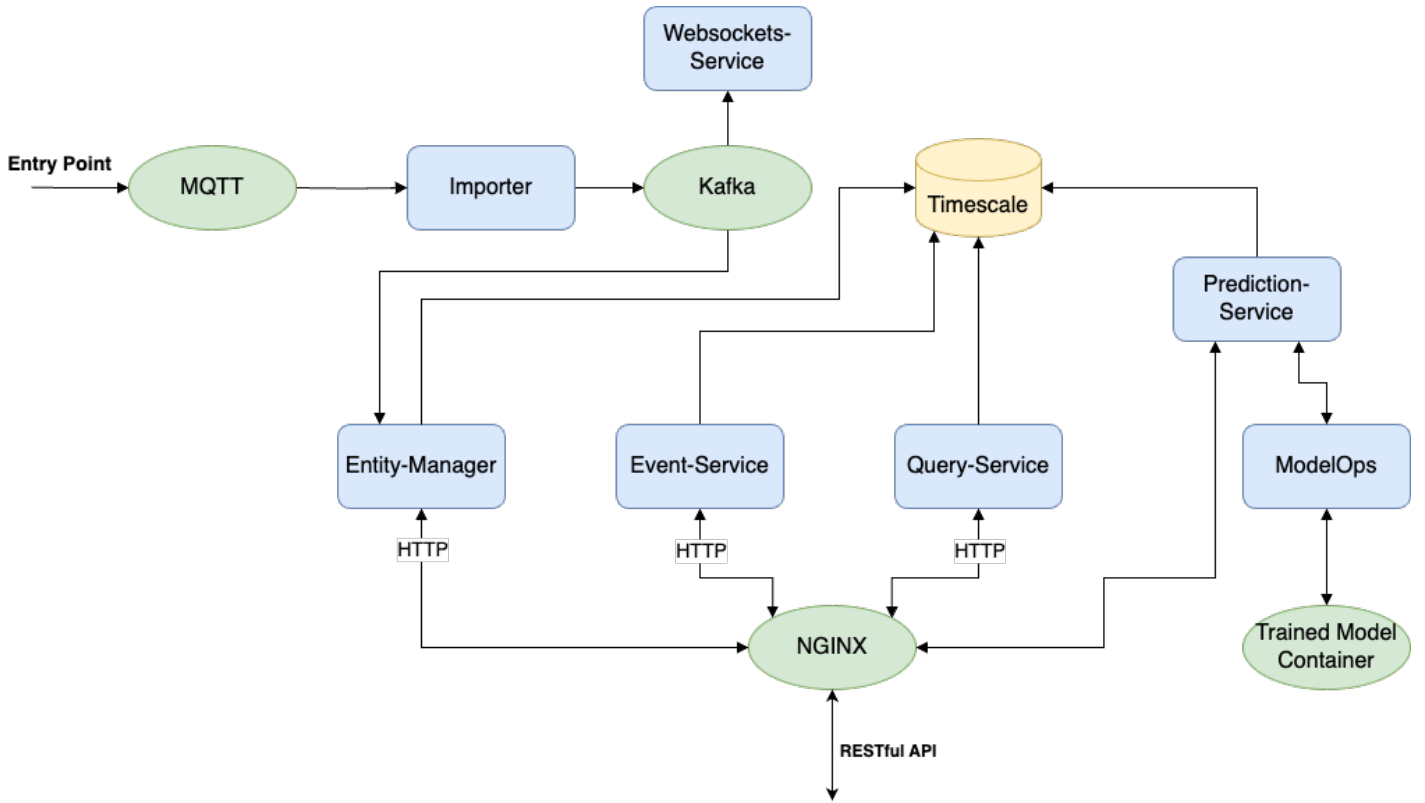 Websockets-
Service
Entry Point
MQTT
Importer
Kafka
Timescale
Prediction-
Service
Entity-Manager
Event-Service
Query-Service
ModelOps
HTTP
HTTP
HTTP
NGINX
Trained Model
Container
RESTful API